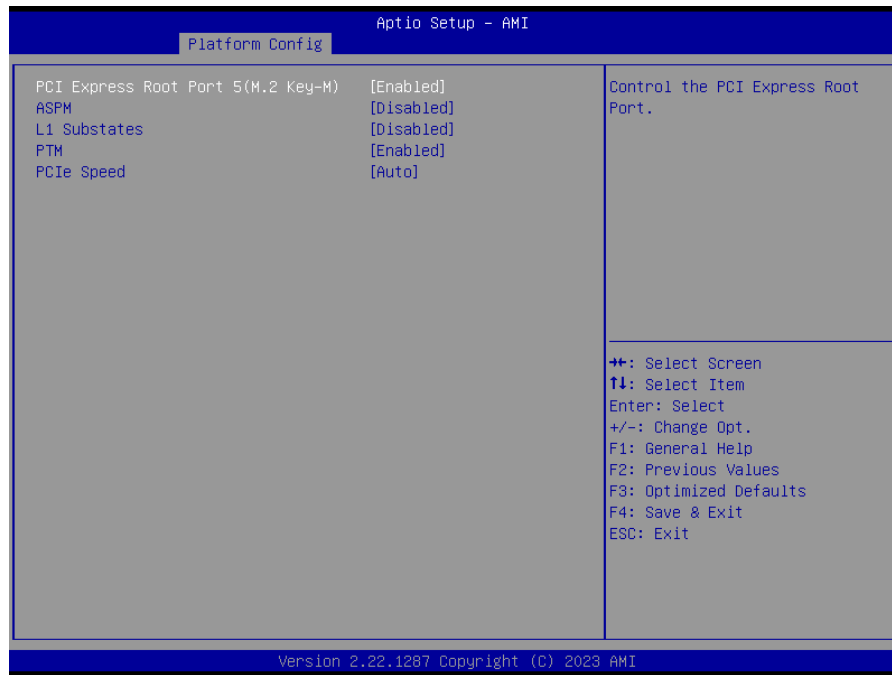 Aptio Setup - AMI
Platform Config
PCI Express Root Port 5(M.2 Key-M) [Enabled]
ASPM [Disabled]
L1 Substates [Disabled]
PTM [Enabled]
PCIe Speed [Auto]
Control the PCI Express Root
Port.
→←: Select Screen
↑↓: Select Item
Enter: Select
+/-: Change Opt.
F1: General Help
F2: Previous Values
F3: Optimized Defaults
F4: Save & Exit
ESC: Exit
Version 2.22.1287 Copyright (C) 2023 AMI